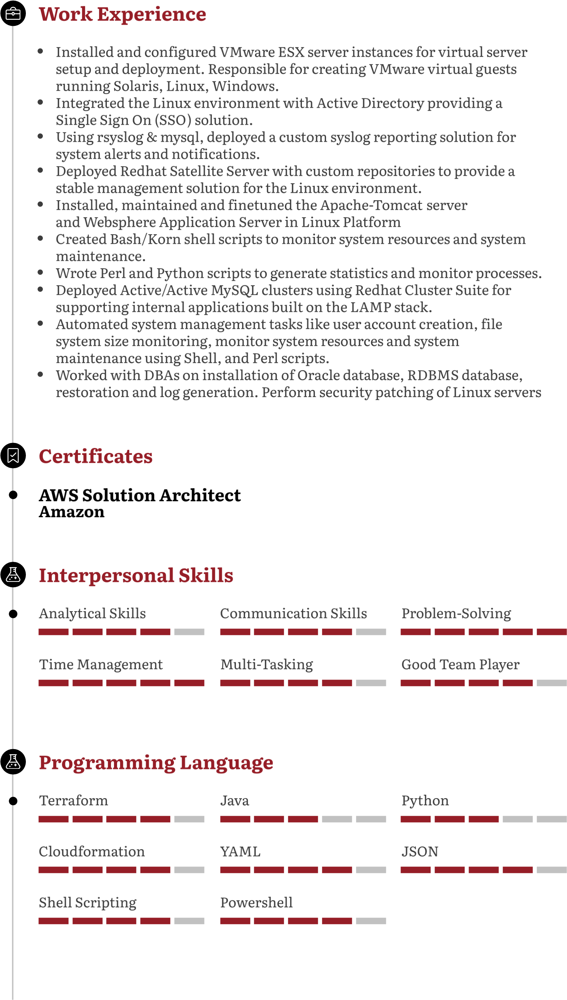 Work Experience
Installed and configured VMware ESX server instances for virtual server
setup and deployment. Responsible for creating VMware virtual guests
running Solaris, Linux, Windows.
Integrated the Linux environment with Active Directory providing a
Single Sign On (SSO) solution.
Using rsyslog & mysql, deployed a custom syslog reporting solution for
system alerts and notifications.
Deployed Redhat Satellite Server with custom repositories to provide a
stable management solution for the Linux environment.
Installed, maintained and finetuned the Apache-Tomcat server
and Websphere Application Server in Linux Platform
Created Bash/Korn shell scripts to monitor system resources and system
maintenance.
Wrote Perl and Python scripts to generate statistics and monitor processes.
Deployed Active/Active MySQL clusters using Redhat Cluster Suite for
supporting internal applications built on the LAMP stack.
Automated system management tasks like user account creation, file
system size monitoring, monitor system resources and system
maintenance using Shell, and Perl scripts.
Worked with DBAs on installation of Oracle database, RDBMS database,
restoration and log generation. Perform security patching of Linux servers
Certificates
AWS Solution Architect
Amazon
Interpersonal Skills
Analytical Skills Communication Skills Problem-Solving
Time Management Multi-Tasking Good Team Player
Programming Language
Terraform Java Python
Cloudformation YAML JSON
Shell Scripting Powershell